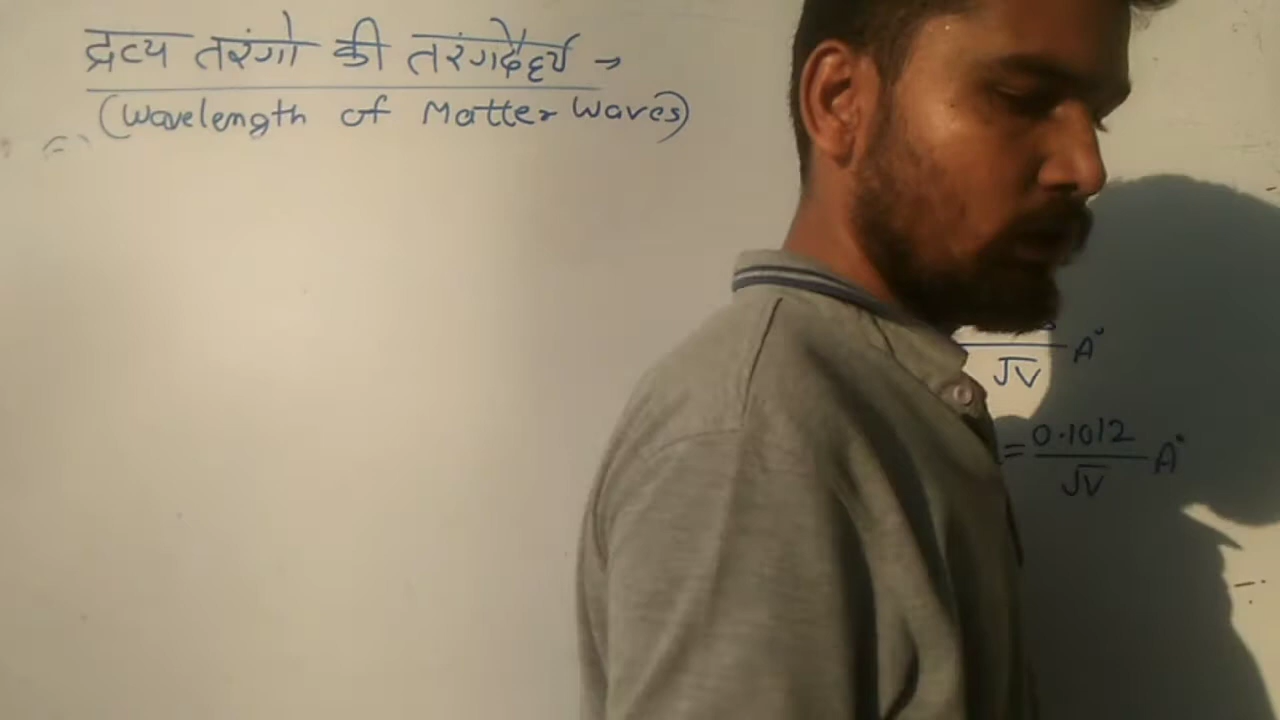 द्रव्य तरंगो की तरंगदैर्ध्य →
(Wavelength of Matter Waves)
√V A°
= 0.1012 / √V A°